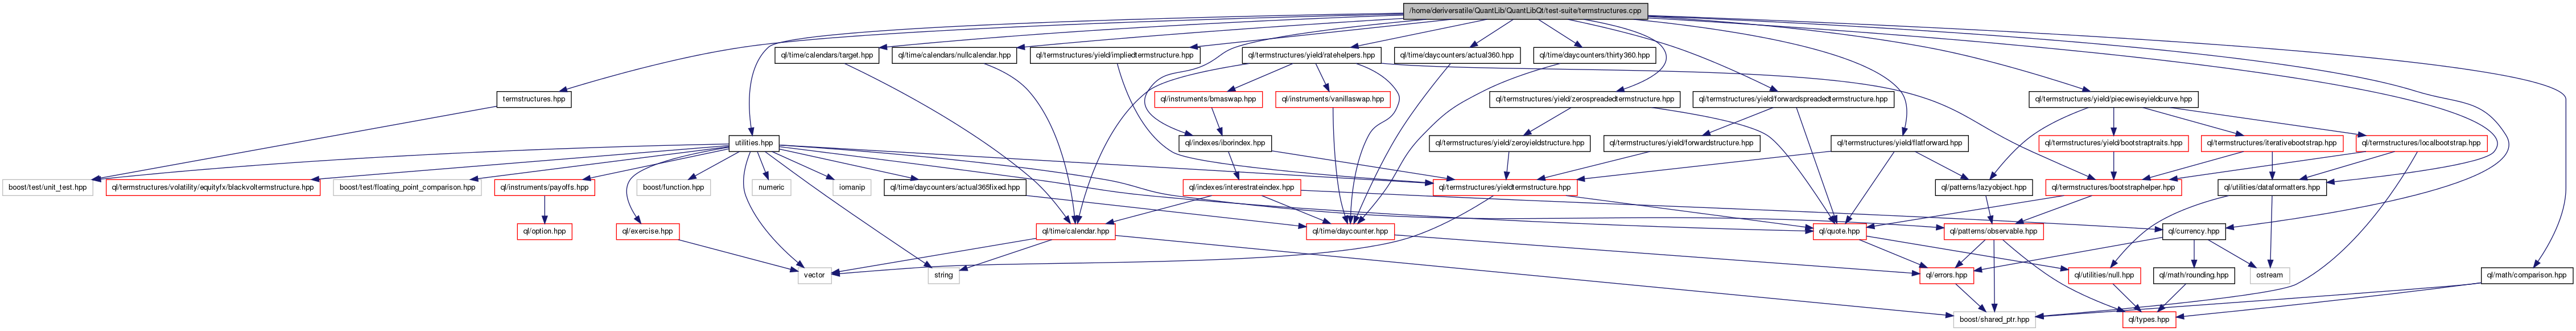 /home/deriversatile/QuantLib/QuantLibQt/test-suite/termstructures.cpp
ql/time/calendars/target.hpp
ql/time/calendars/nullcalendar.hpp
ql/termstructures/yield/impliedtermstructure.hpp
ql/termstructures/yield/ratehelpers.hpp
ql/time/daycounters/actual360.hpp
ql/time/daycounters/thirty360.hpp
termstructures.hpp
ql/instruments/bmaswap.hpp
ql/instruments/vanillaswap.hpp
ql/termstructures/yield/zerospreadedtermstructure.hpp
ql/termstructures/yield/forwardspreadedtermstructure.hpp
ql/termstructures/yield/piecewiseyieldcurve.hpp
utilities.hpp
ql/indexes/iborindex.hpp
ql/termstructures/yield/zeroyieldstructure.hpp
ql/termstructures/yield/forwardstructure.hpp
ql/termstructures/yield/flatforward.hpp
ql/termstructures/yield/bootstraptraits.hpp
ql/termstructures/iterativebootstrap.hpp
ql/termstructures/localbootstrap.hpp
boost/test/unit_test.hpp
ql/termstructures/volatility/equityfx/blackvoltermstructure.hpp
boost/test/floating_point_comparison.hpp
ql/instruments/payoffs.hpp
boost/function.hpp
numeric
iomanip
ql/time/daycounters/actual365fixed.hpp
ql/indexes/interestrateindex.hpp
ql/termstructures/yieldtermstructure.hpp
ql/patterns/lazyobject.hpp
ql/termstructures/bootstraphelper.hpp
ql/utilities/dataformatters.hpp
ql/option.hpp
ql/exercise.hpp
ql/time/calendar.hpp
ql/time/daycounter.hpp
ql/quote.hpp
ql/patterns/observable.hpp
ql/currency.hpp
vector
string
ql/errors.hpp
ql/utilities/null.hpp
ql/math/rounding.hpp
ostream
ql/math/comparison.hpp
boost/shared_ptr.hpp
ql/types.hpp